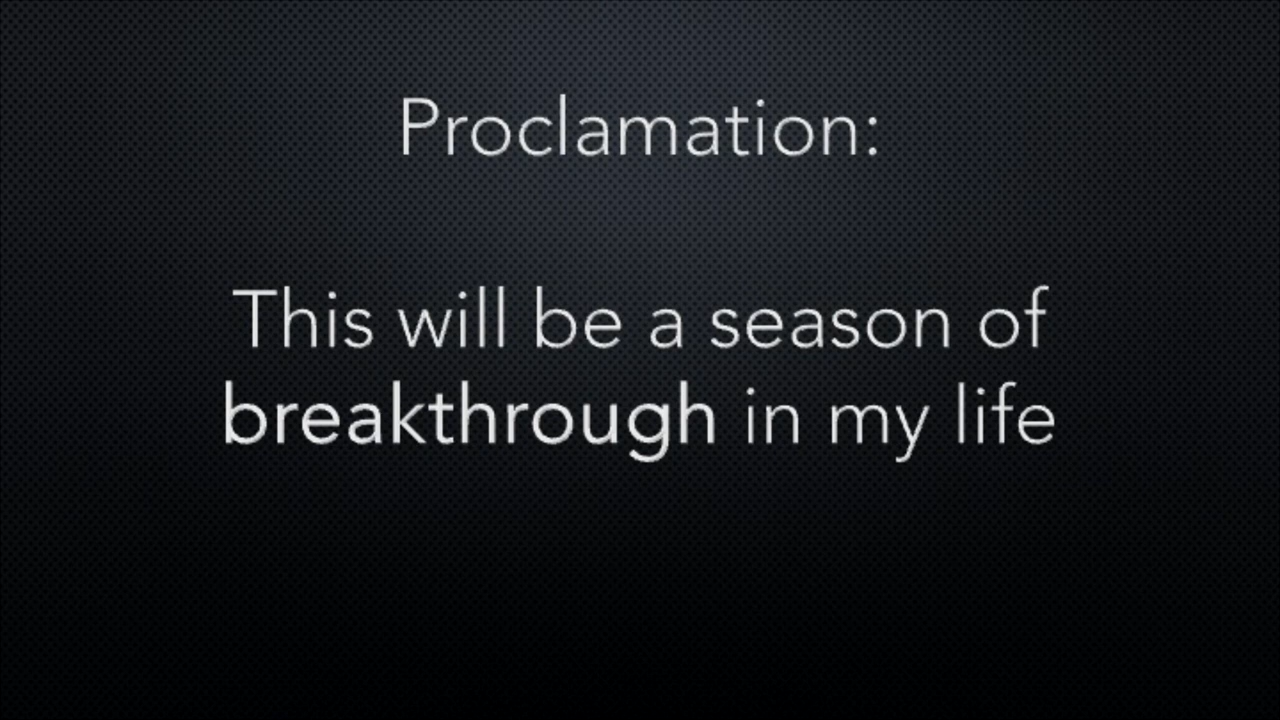 Proclamation:
This will be a season of
breakthrough in my life